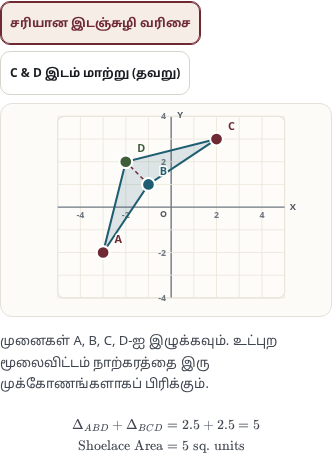 சரியான இடஞ்சுழி வரிசை
C & D இடம் மாற்று (தவறு)
4
Y
C
D
2
B
-4
-2
O
2
4
X
A
-2
-4
முனைகள் A, B, C, D-ஐ இழுக்கவும். உட்புற
மூலைவிட்டம் நாற்கரத்தை இரு
முக்கோணங்களாகப் பிரிக்கும்.
Δ_{ABD} + Δ_{BCD} = 2.5 + 2.5 = 5
Shoelace Area = 5 sq. units